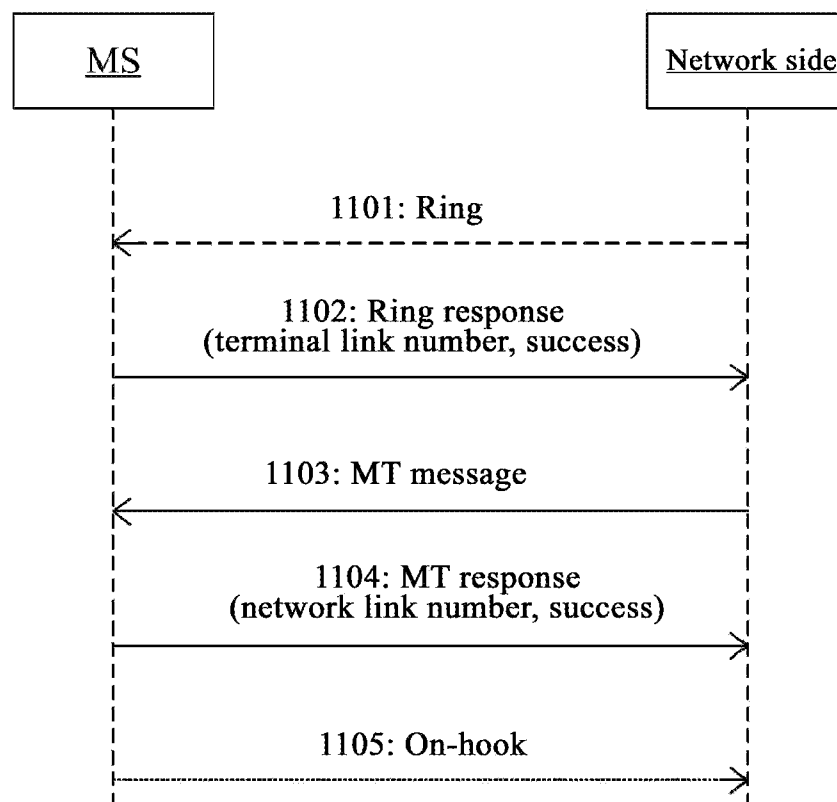 MS
Network side
1101: Ring
1102: Ring response
(terminal link number, success)
1103: MT message
1104: MT response
(network link number, success)
1105: On-hook